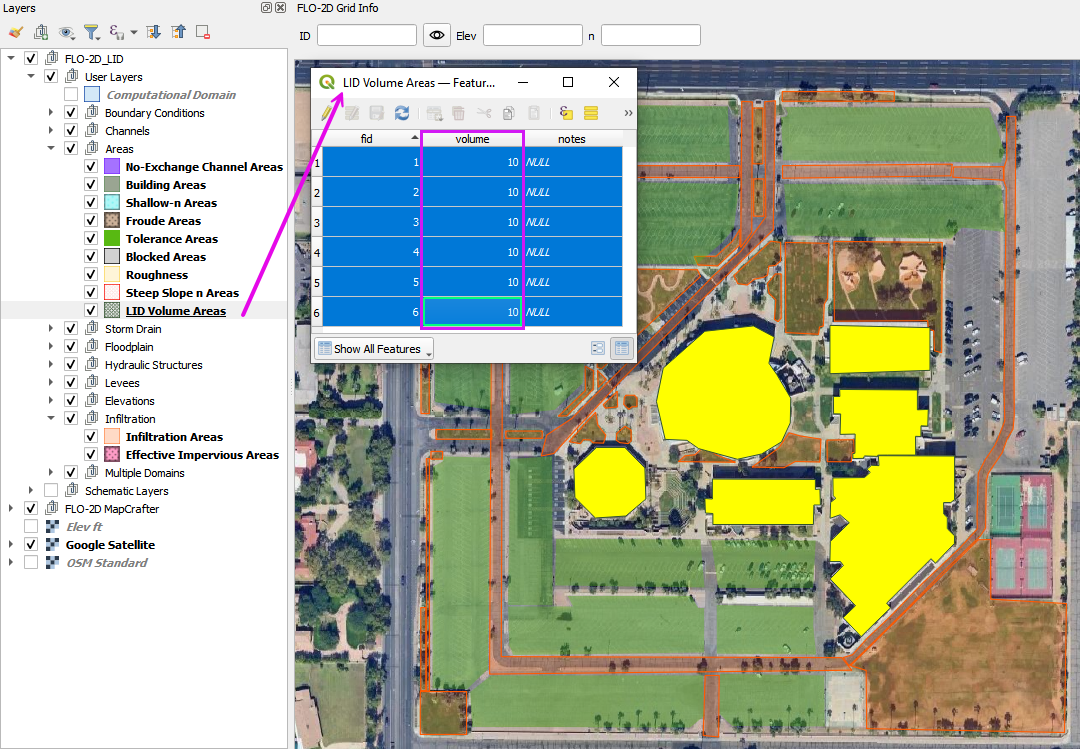 Layers
FLO-2D Grid Info
ID
Elev
n
FLO-2D_LID
User Layers
Computational Domain
Boundary Conditions
Channels
Areas
No-Exchange Channel Areas
Building Areas
Shallow-n Areas
Froude Areas
Tolerance Areas
Blocked Areas
Roughness
Steep Slope n Areas
LID Volume Areas
Storm Drain
Floodplain
Hydraulic Structures
Levees
Elevations
Infiltration
Infiltration Areas
Effective Impervious Areas
Multiple Domains
Schematic Layers
FLO-2D MapCrafter
Elev ft
Google Satellite
OSM Standard
LID Volume Areas — Featur...
»
fid volume notes
1 1 10 NULL
2 2 10 NULL
3 3 10 NULL
4 4 10 NULL
5 5 10 NULL
6 6 10 NULL
Show All Features